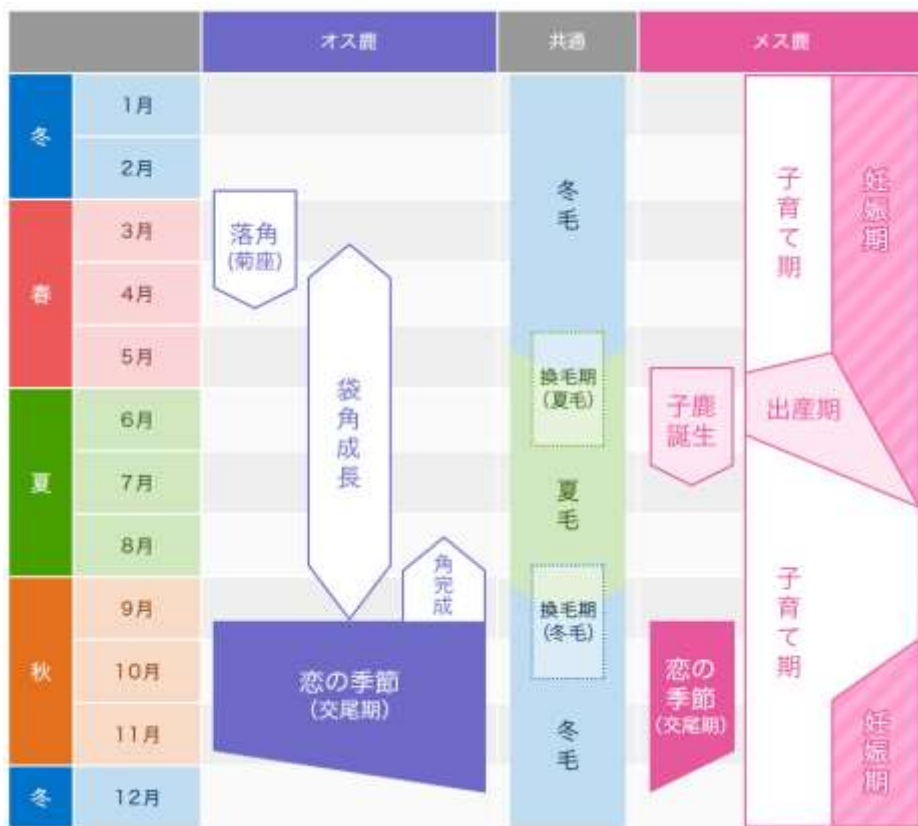 オス鹿
共通
メス鹿
冬
1月
2月
春
3月
4月
5月
夏
6月
7月
8月
秋
9月
10月
11月
冬
12月
落角
(菊座)
袋角成長
角完成
恋の季節
(交尾期)
冬毛
換毛期
(夏毛)
夏毛
換毛期
(冬毛)
冬毛
子鹿
誕生
恋の
季節
(交尾期)
子育て期
出産期
子育て期
妊娠期
妊娠期